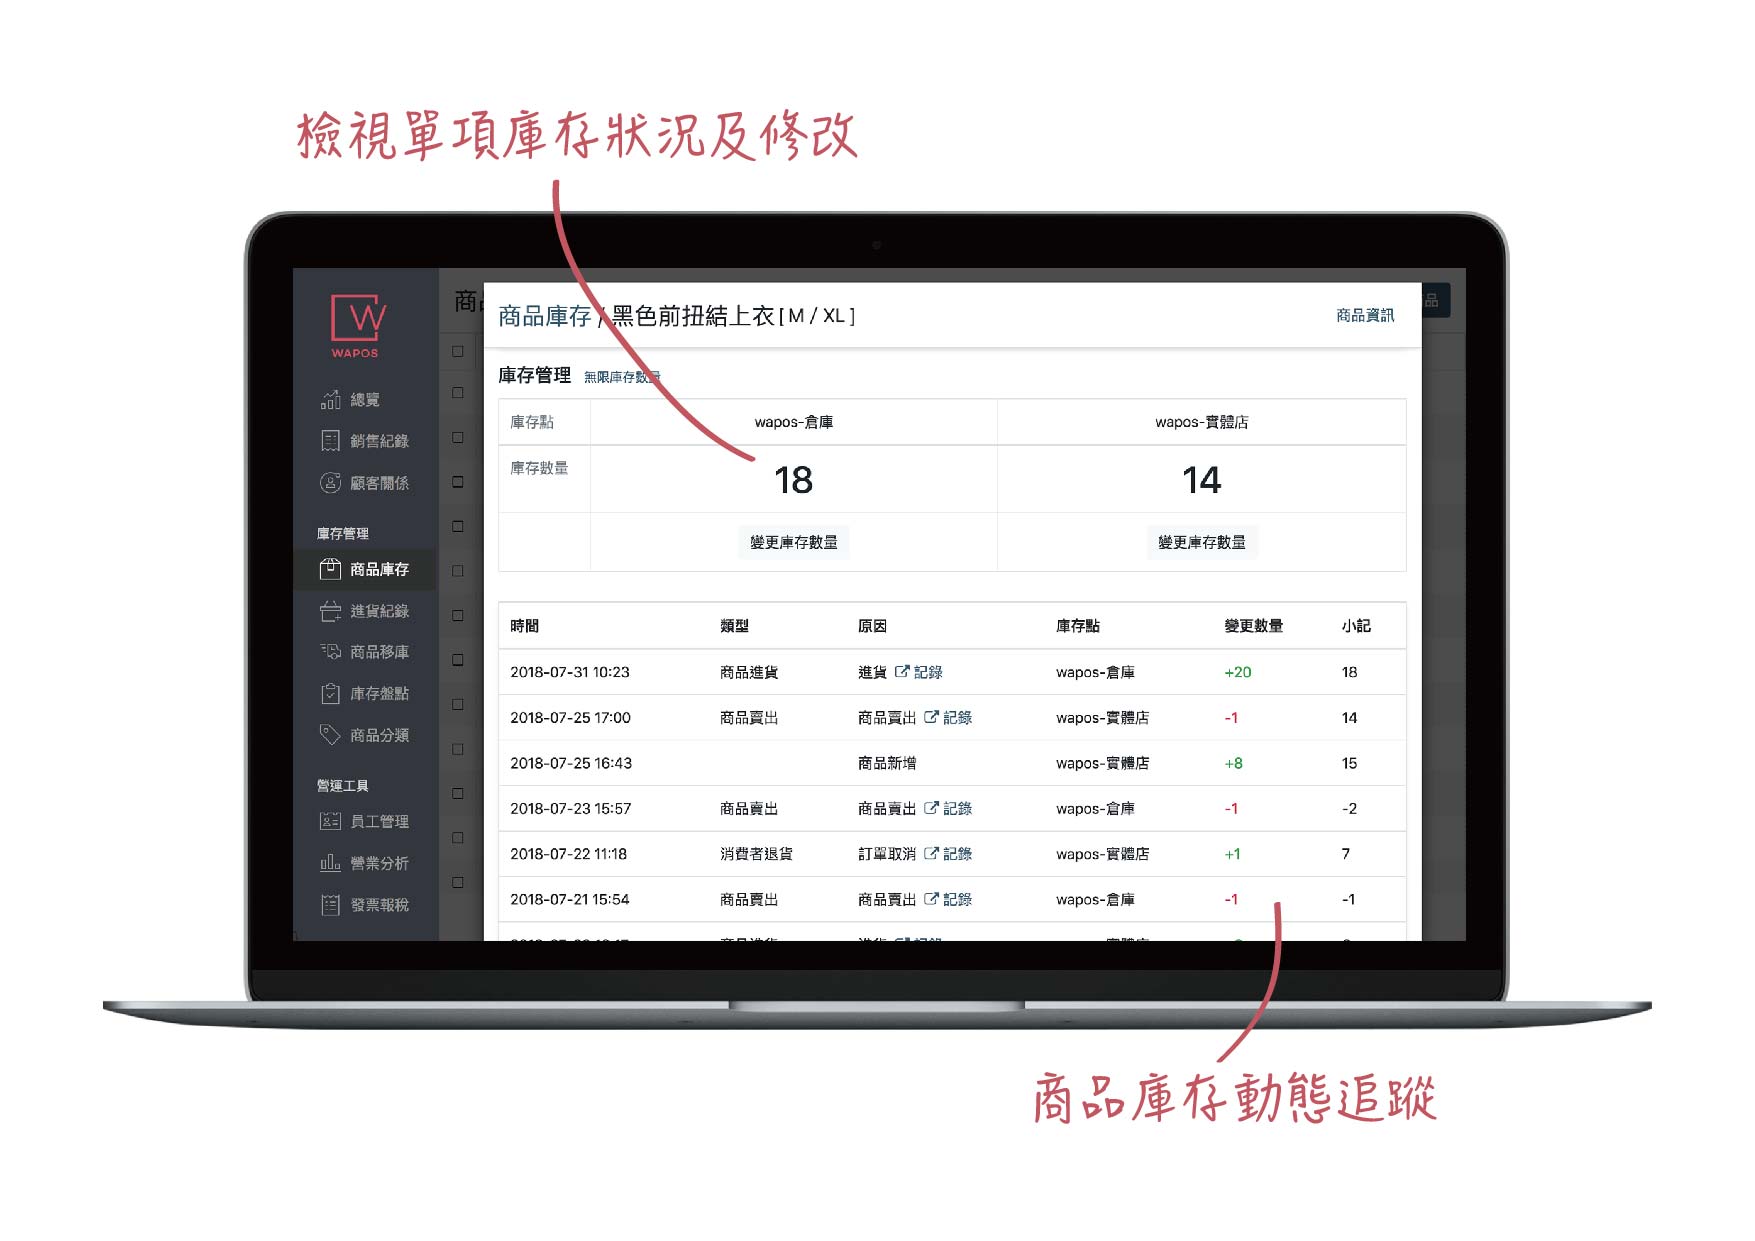 檢視單項庫存狀況及修改
W
WAPOS
總覽
銷售紀錄
顧客關係
庫存管理
商品庫存
進貨紀錄
商品移庫
庫存盤點
商品分類
營運工具
員工管理
營業分析
發票報稅
商品庫存 / 黑色前扭結上衣 [ M / XL ] 商品資訊
庫存管理 無限庫存數量
庫存點 wapos-倉庫 wapos-實體店
庫存數量 18 14
變更庫存數量 變更庫存數量
時間 類型 原因 庫存點 變更數量 小記
2018-07-31 10:23 商品進貨 進貨 記錄 wapos-倉庫 +20 18
2018-07-25 17:00 商品賣出 商品賣出 記錄 wapos-實體店 -1 14
2018-07-25 16:43 商品新增 wapos-實體店 +8 15
2018-07-23 15:57 商品賣出 商品賣出 記錄 wapos-倉庫 -1 -2
2018-07-22 11:18 消費者退貨 訂單取消 記錄 wapos-實體店 +1 7
2018-07-21 15:54 商品賣出 商品賣出 記錄 wapos-倉庫 -1 -1
商品庫存動態追蹤